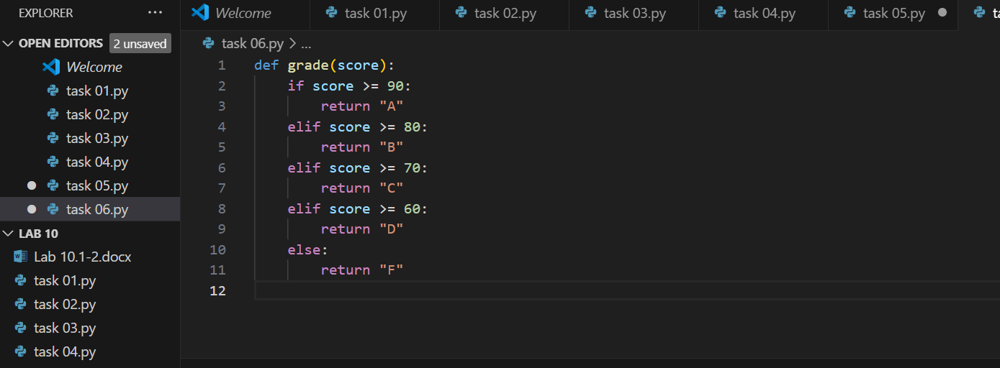 EXPLORER ...
OPEN EDITORS 2 unsaved
Welcome
task 01.py
task 02.py
task 03.py
task 04.py
task 05.py
task 06.py
LAB 10
Lab 10.1-2.docx
task 01.py
task 02.py
task 03.py
task 04.py
Welcome task 01.py task 02.py task 03.py task 04.py task 05.py
task 06.py > ...
1 def grade(score):
2     if score >= 90:
3         return "A"
4     elif score >= 80:
5         return "B"
6     elif score >= 70:
7         return "C"
8     elif score >= 60:
9         return "D"
10     else:
11         return "F"
12